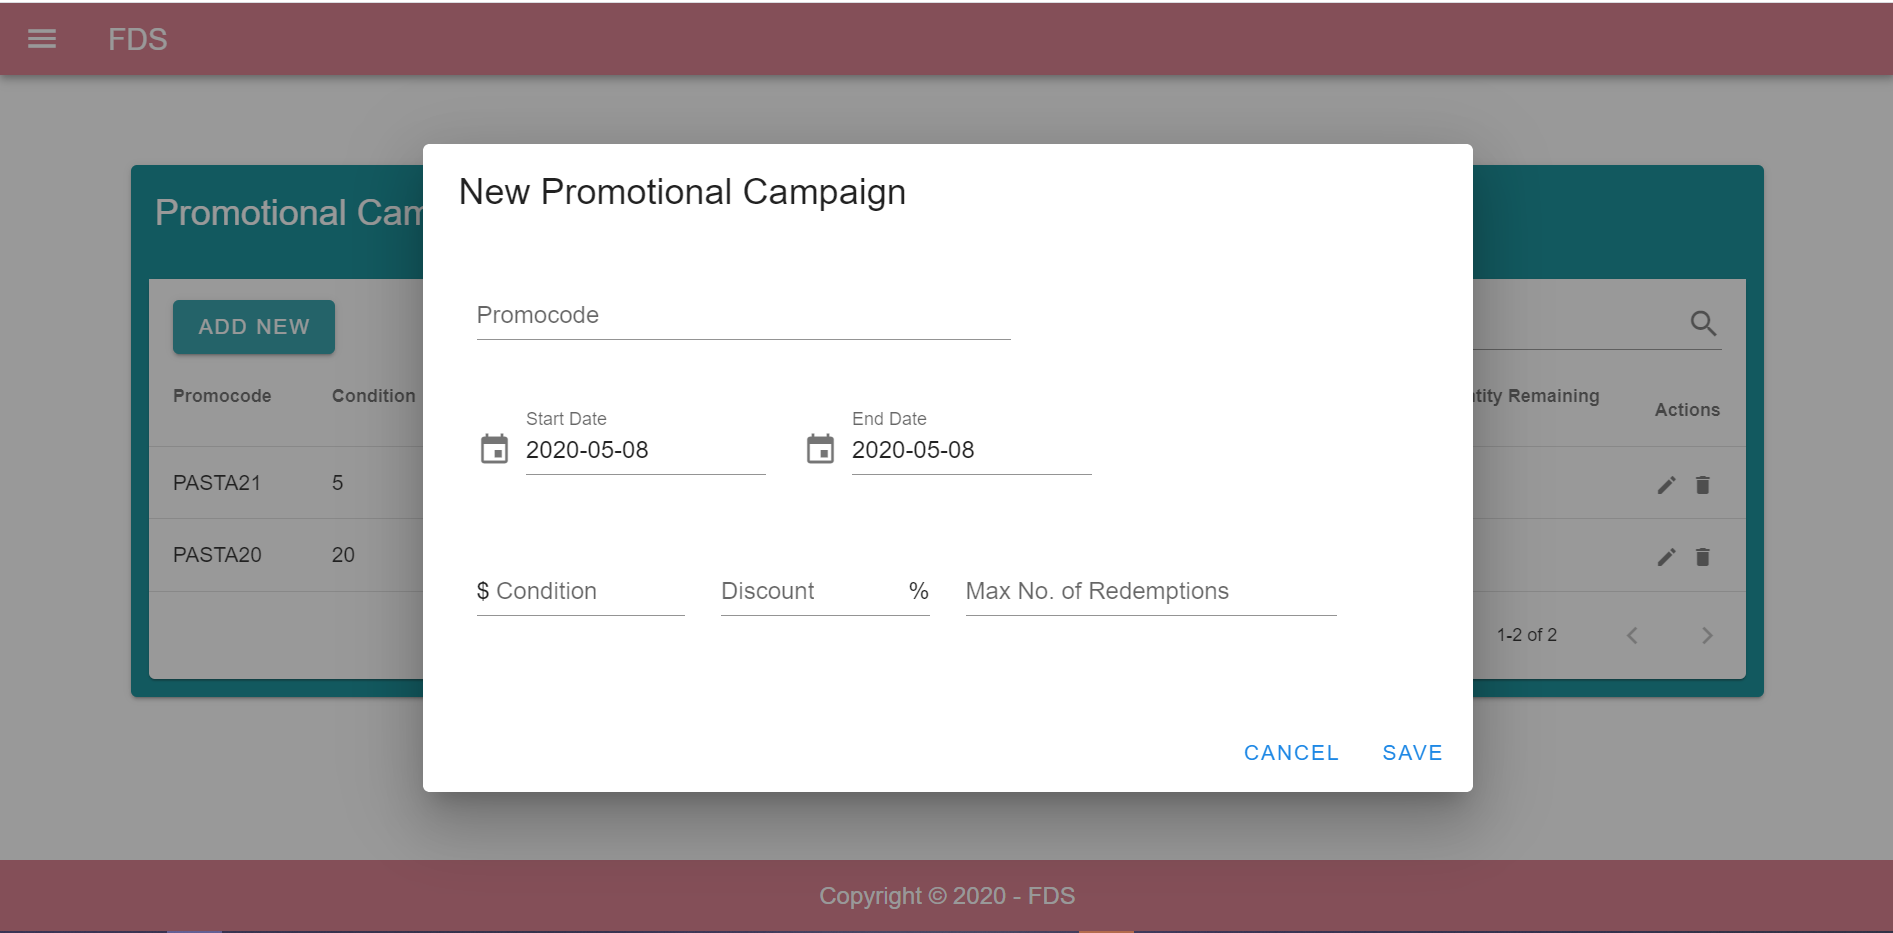 FDS
Promotional Cam
New Promotional Campaign
ADD NEW
Promocode
Promocode Condition
tity Remaining
Actions
Start Date
End Date
2020-05-08
2020-05-08
PASTA21 5
PASTA20 20
$ Condition
Discount %
Max No. of Redemptions
1-2 of 2
CANCEL
SAVE
Copyright © 2020 - FDS